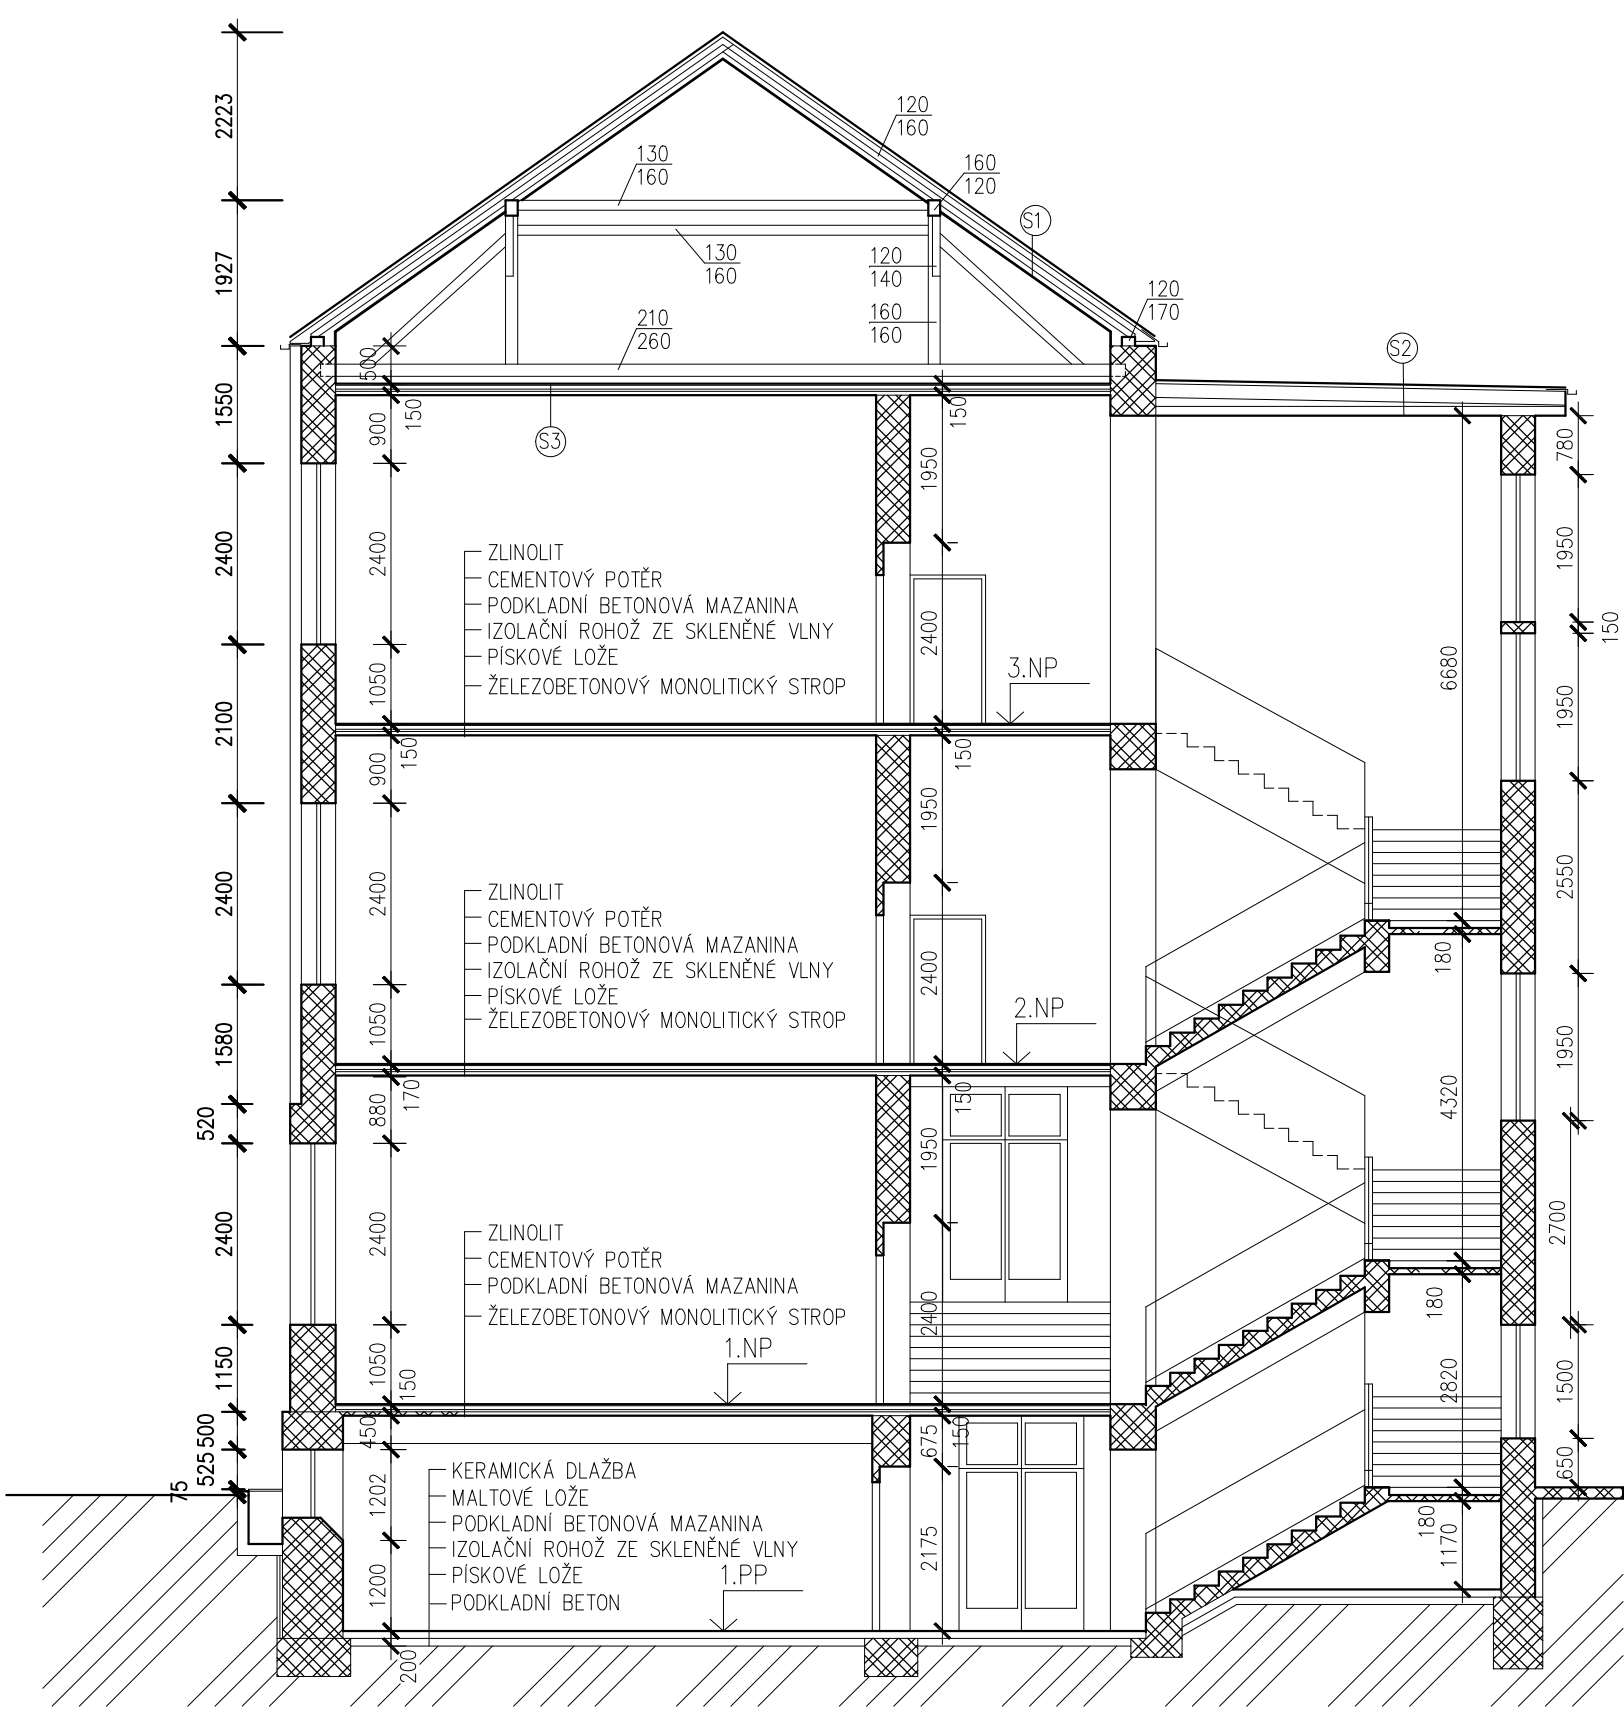 2223
1927
1550
2400
2100
2400
1580
520
2400
1150
500
525
75
120
160
130
160
160
120
S1
130
160
120
140
160
160
120
170
210
260
S2
S3
500
150
900
2400
1050
150
900
2400
1050
170
880
2400
1050
150
450
1202
1200
200
ZLINOLIT
CEMENTOVÝ POTĚR
PODKLADNÍ BETONOVÁ MAZANINA
IZOLAČNÍ ROHOŽ ZE SKLENĚNÉ VLNY
PÍSKOVÉ LOŽE
ŽELEZOBETONOVÝ MONOLITICKÝ STROP
3.NP
ZLINOLIT
CEMENTOVÝ POTĚR
PODKLADNÍ BETONOVÁ MAZANINA
IZOLAČNÍ ROHOŽ ZE SKLENĚNÉ VLNY
PÍSKOVÉ LOŽE
ŽELEZOBETONOVÝ MONOLITICKÝ STROP
2.NP
ZLINOLIT
CEMENTOVÝ POTĚR
PODKLADNÍ BETONOVÁ MAZANINA
ŽELEZOBETONOVÝ MONOLITICKÝ STROP
1.NP
KERAMICKÁ DLAŽBA
MALTOVÉ LOŽE
PODKLADNÍ BETONOVÁ MAZANINA
IZOLAČNÍ ROHOŽ ZE SKLENĚNÉ VLNY
PÍSKOVÉ LOŽE
PODKLADNÍ BETON
1.PP
150
1950
2400
150
1950
2400
150
1950
2400
150
675
2175
6680
180
4320
180
2820
180
1170
780
1950
150
1950
2550
1950
2700
1500
650